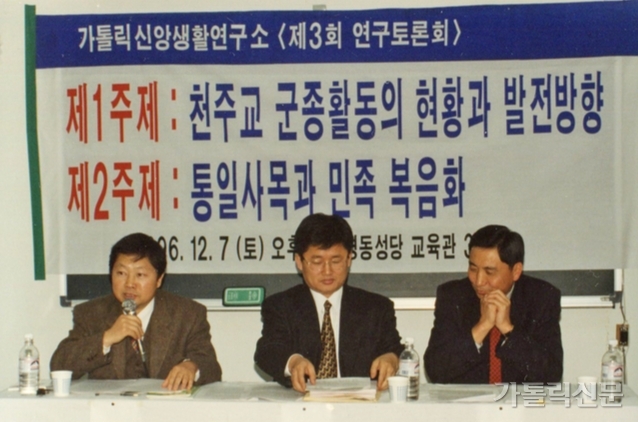 가톨릭신앙생활연구소 <제3회 연구토론회>
제1주제 : 천주교 군종활동의 현황과 발전방향
제2주제 : 통일사목과 민족 복음화
96. 12. 7 (토) 오후 동성당 교육관 3
가톨릭신문